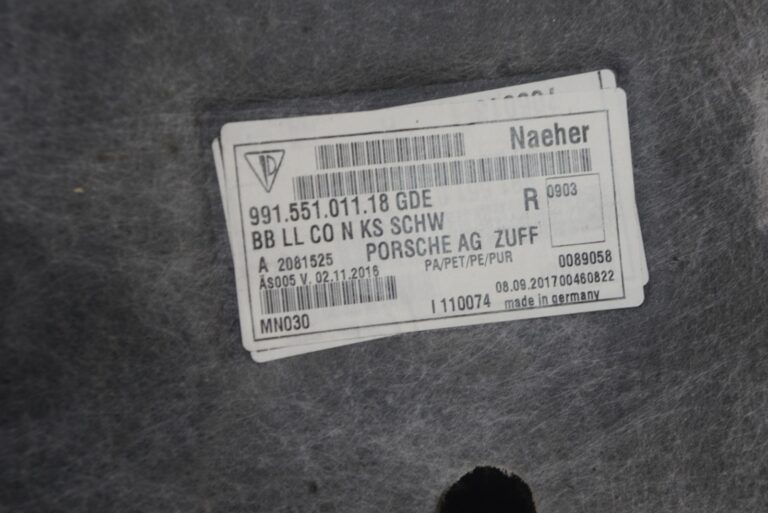 Naeher
991.551.011.18 GDE
R
0903
BB LL CO N KS SCHW
PORSCHE AG ZUFF
A 2081525
PA/PET/PE/PUR
0089058
ÄS005 V. 02.11.2016
08.09.201700460822
MN030
I 110074
made in germany